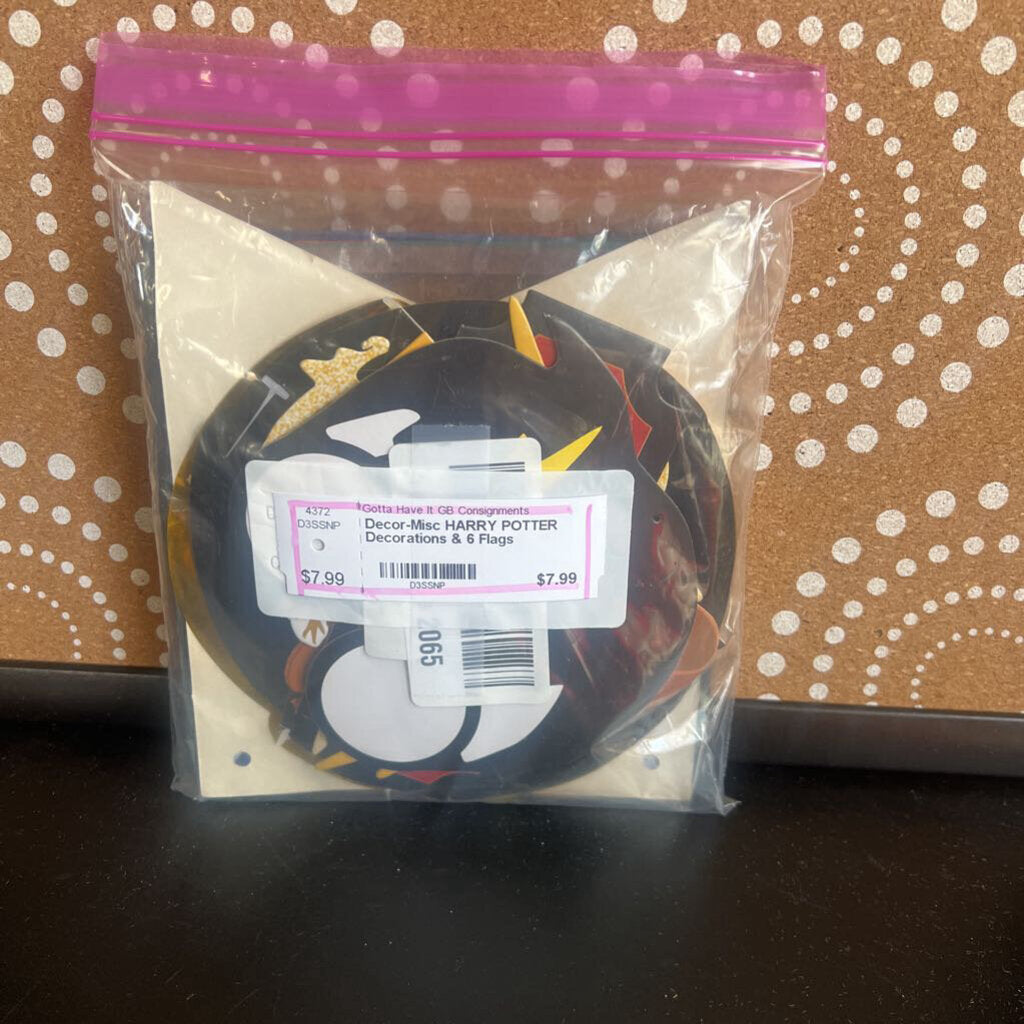 4372
D3SSNP
$7.99
Gotta Have It GB Consignments
Decor-Misc HARRY POTTER
Decorations & 6 Flags
D3SSNP
$7.99
2065